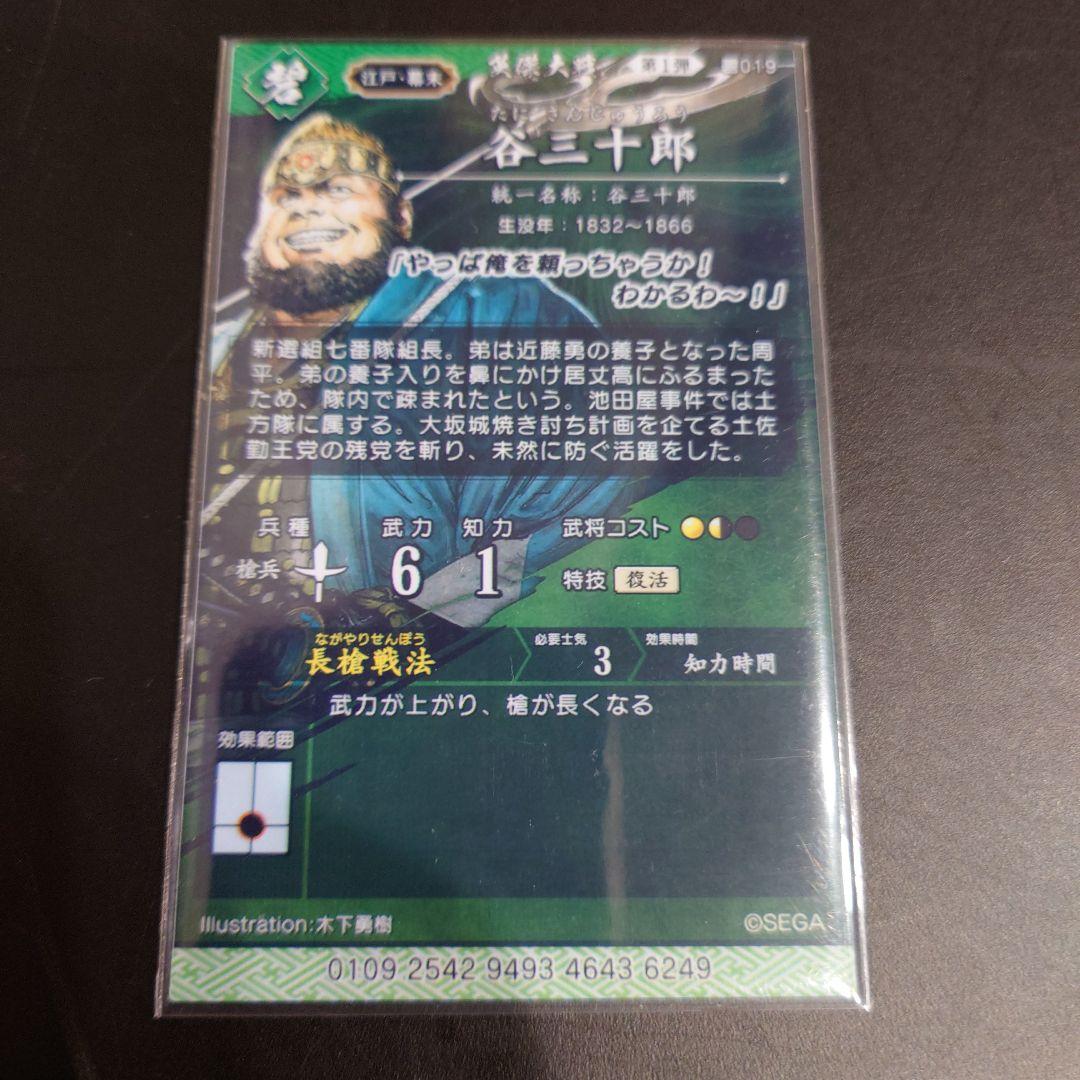 碧
江戸・幕末
英傑大戦
第1弾
碧019
たに さんじゅうろう
谷三十郎
統一名称：谷三十郎
生没年：1832～1866
「やっぱ俺を頼っちゃうか！
わかるわ～！」
新選組七番隊組長。弟は近藤勇の養子となった周
平。弟の養子入りを鼻にかけ居丈高にふるまった
ため、隊内で疎まれたという。池田屋事件では土
方隊に属する。大坂城焼き討ち計画を企てる土佐
勤王党の残党を斬り、未然に防ぐ活躍をした。
兵種 武力 知力 武将コスト
槍兵 6 1 特技 復活
ながやりせんぽう
長槍戦法 必要士気 3 効果時間 知力時間
武力が上がり、槍が長くなる
効果範囲
Illustration:木下勇樹 ©SEGA
0109 2542 9493 4643 6249